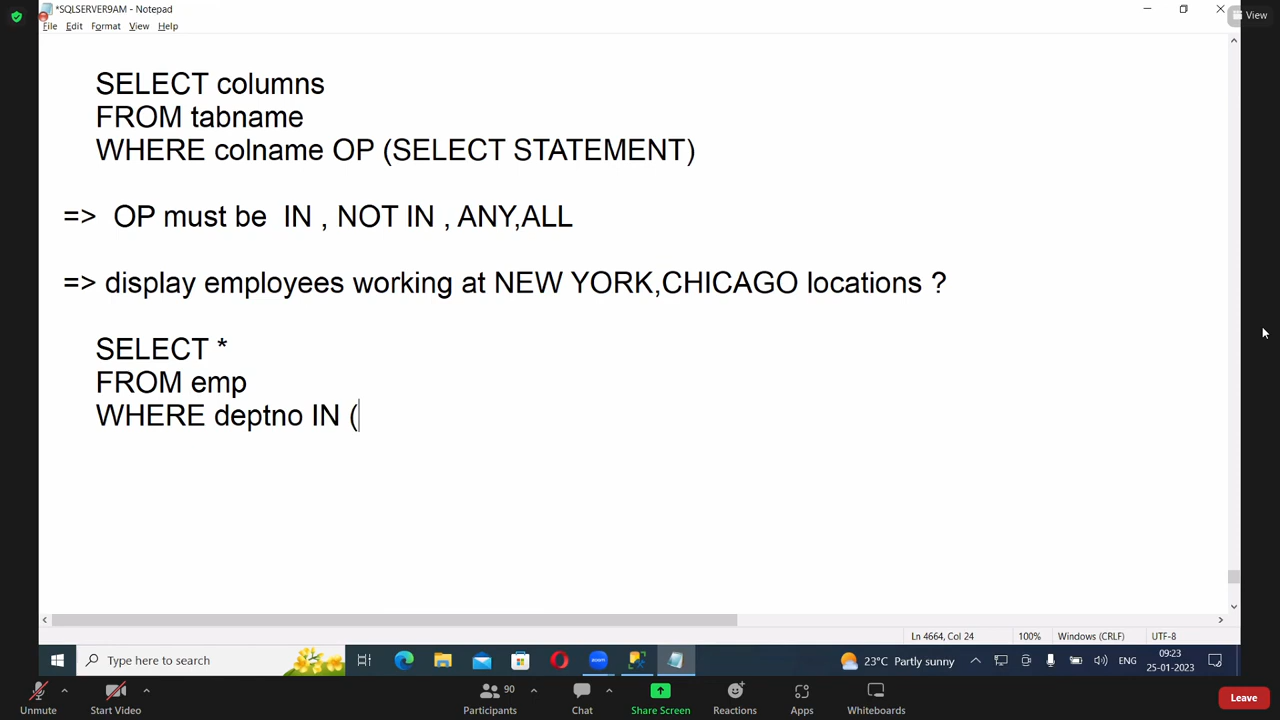 *SQLSERVER9AM - Notepad
View
File Edit Format View Help
SELECT columns
FROM tabname
WHERE colname OP (SELECT STATEMENT)
=> OP must be IN , NOT IN , ANY,ALL
=> display employees working at NEW YORK,CHICAGO locations ?
SELECT *
FROM emp
WHERE deptno IN (
Ln 4664, Col 24 100% Windows (CRLF) UTF-8
Type here to search
23°C Partly sunny
ENG
09:23
25-01-2023
90
Unmute Start Video Participants Chat Share Screen Reactions Apps Whiteboards Leave